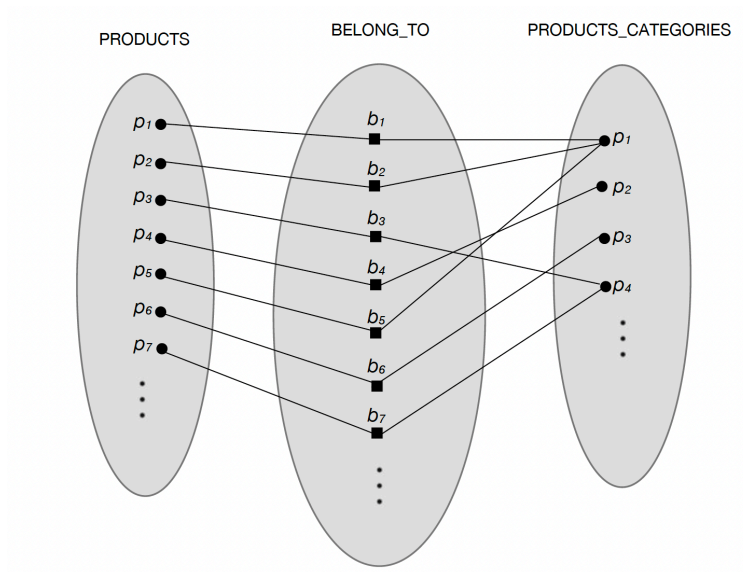 PRODUCTS
BELONG_TO
PRODUCTS_CATEGORIES
p1
p2
p3
p4
p5
p6
p7
b1
b2
b3
b4
b5
b6
b7
p1
p2
p3
p4